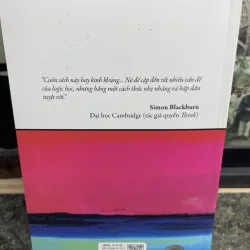 "Cuốn sách này hay kinh khủng... Nó đề cập đến rất nhiều vấn đề
của logic học, nhưng bằng một cách thức nhẹ nhàng và hấp dẫn
tuyệt vời."
Simon Blackburn
Đại học Cambridge (tác giả quyển Think)